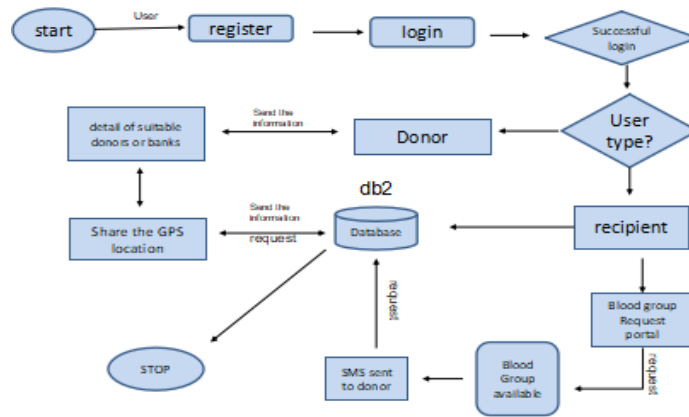 start
User
register
login
Successful
login
detail of suitable
donors or banks
Send the
information
Donor
User
type?
db2
Share the GPS
location
Send the
information
request
Database
recipient
request
Blood group
Request
portal
STOP
SMS sent
to donor
Blood
Group
available
request